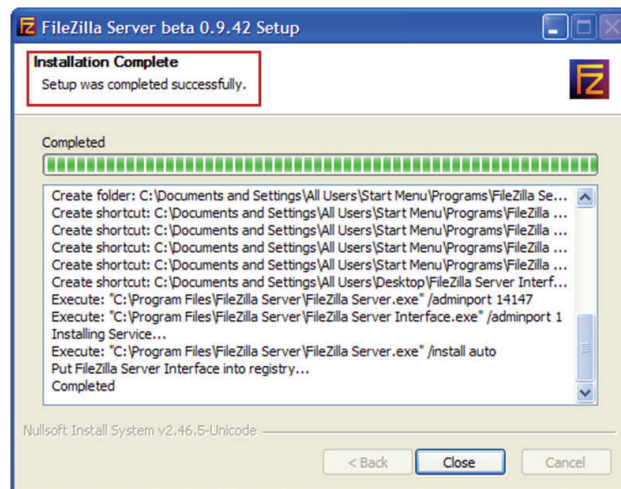 FileZilla Server beta 0.9.42 Setup
Installation Complete
Setup was completed successfully.
Completed
Create folder: C:\Documents and Settings\All Users\Start Menu\Programs\FileZilla Se...
Create shortcut: C:\Documents and Settings\All Users\Start Menu\Programs\FileZilla ...
Create shortcut: C:\Documents and Settings\All Users\Start Menu\Programs\FileZilla ...
Create shortcut: C:\Documents and Settings\All Users\Start Menu\Programs\FileZilla ...
Create shortcut: C:\Documents and Settings\All Users\Start Menu\Programs\FileZilla ...
Create shortcut: C:\Documents and Settings\All Users\Desktop\FileZilla Server Interf...
Execute: "C:\Program Files\FileZilla Server\FileZilla Server.exe" /adminport 14147
Execute: "C:\Program Files\FileZilla Server\FileZilla Server Interface.exe" /adminport 1
Installing Service...
Execute: "C:\Program Files\FileZilla Server\FileZilla Server.exe" /install auto
Put FileZilla Server Interface into registry...
Completed
Nullsoft Install System v2.46.5-Unicode
< Back Close Cancel